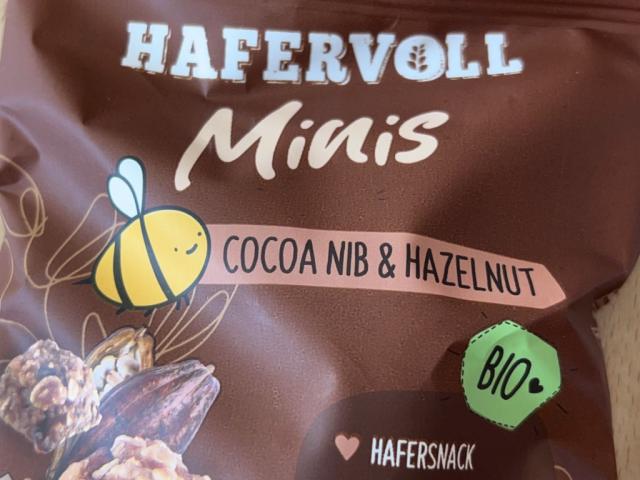 HAFERVOLL
Minis
COCOA NIB & HAZELNUT
BIO
HAFERSNACK